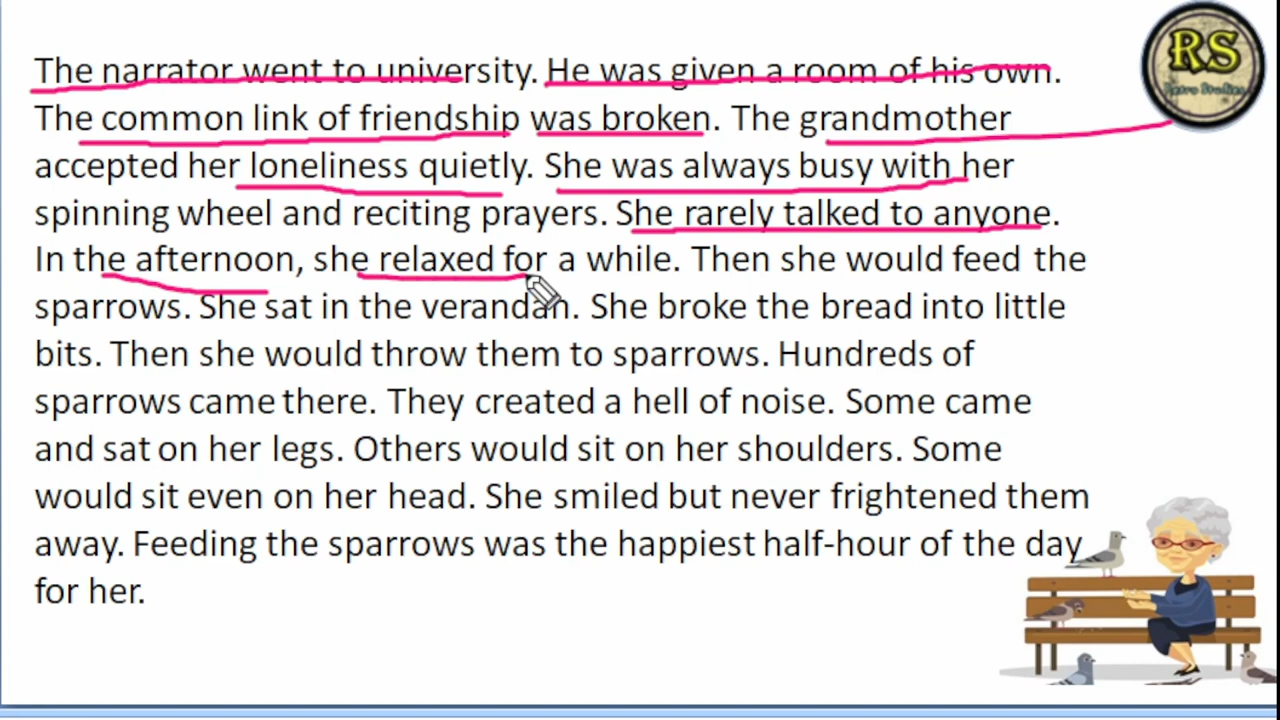 The narrator went to university. He was given a room of his own.
The common link of friendship was broken. The grandmother
accepted her loneliness quietly. She was always busy with her
spinning wheel and reciting prayers. She rarely talked to anyone.
In the afternoon, she relaxed for a while. Then she would feed the
sparrows. She sat in the verandah. She broke the bread into little
bits. Then she would throw them to sparrows. Hundreds of
sparrows came there. They created a hell of noise. Some came
and sat on her legs. Others would sit on her shoulders. Some
would sit even on her head. She smiled but never frightened them
away. Feeding the sparrows was the happiest half-hour of the day
for her.
RS